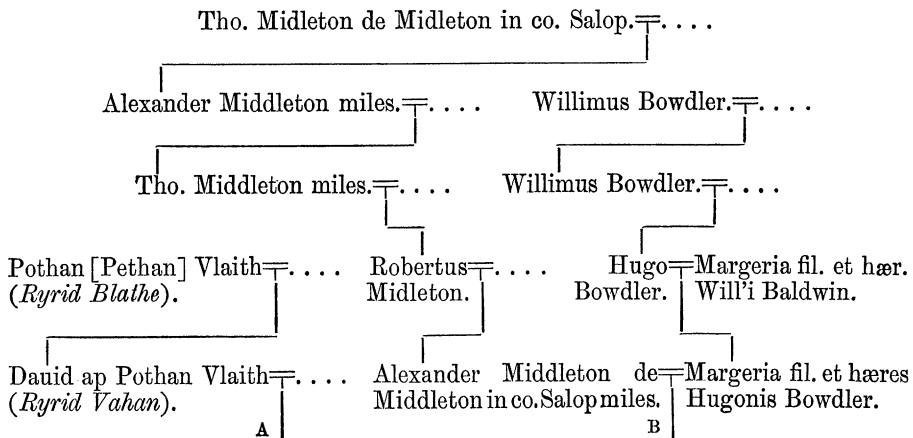 Tho. Midleton de Midleton in co. Salop.=. . . .
Alexander Middleton miles.=. . . . Willimus Bowdler.=. . . .
Tho. Middleton miles.=. . . . Willimus Bowdler.=. . . .
Pothan [Pethan] Vlaith=. . . . Robertus=. . . . Hugo=Margeria fil. et hær.
(Ryrid Blathe). Midleton. Bowdler. Will'i Baldwin.
Dauid ap Pothan Vlaith=. . . . Alexander Middleton de=Margeria fil. et hæres
(Ryrid Vahan). Middleton in co. Salop miles. Hugonis Bowdler.
A B